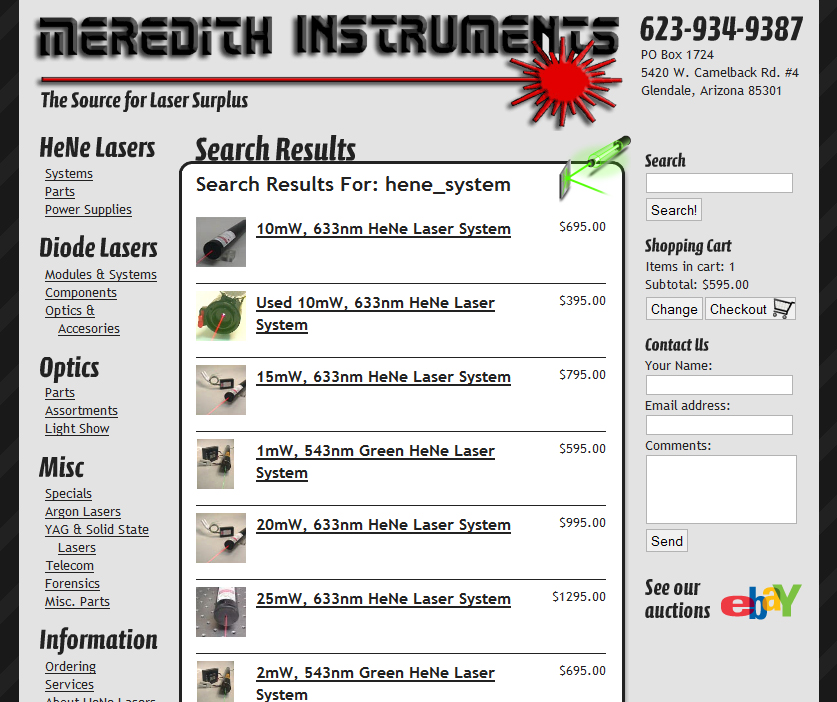 MEREDITH INSTRUMENTS
The Source for Laser Surplus
623-934-9387
PO Box 1724
5420 W. Camelback Rd. #4
Glendale, Arizona 85301
HeNe Lasers
Systems
Parts
Power Supplies
Diode Lasers
Modules & Systems
Components
Optics &
Accesories
Optics
Parts
Assortments
Light Show
Misc
Specials
Argon Lasers
YAG & Solid State
Lasers
Telecom
Forensics
Misc. Parts
Information
Ordering
Services
About HeNe Lasers
Search Results
Search Results For: hene_system
10mW, 633nm HeNe Laser System
$695.00
Used 10mW, 633nm HeNe Laser
System
$395.00
15mW, 633nm HeNe Laser System
$795.00
1mW, 543nm Green HeNe Laser
System
$595.00
20mW, 633nm HeNe Laser System
$995.00
25mW, 633nm HeNe Laser System
$1295.00
2mW, 543nm Green HeNe Laser
System
$695.00
Search
Search!
Shopping Cart
Items in cart: 1
Subtotal: $595.00
Change
Checkout
Contact Us
Your Name:
Email address:
Comments:
Send
See our
auctions
ebaY